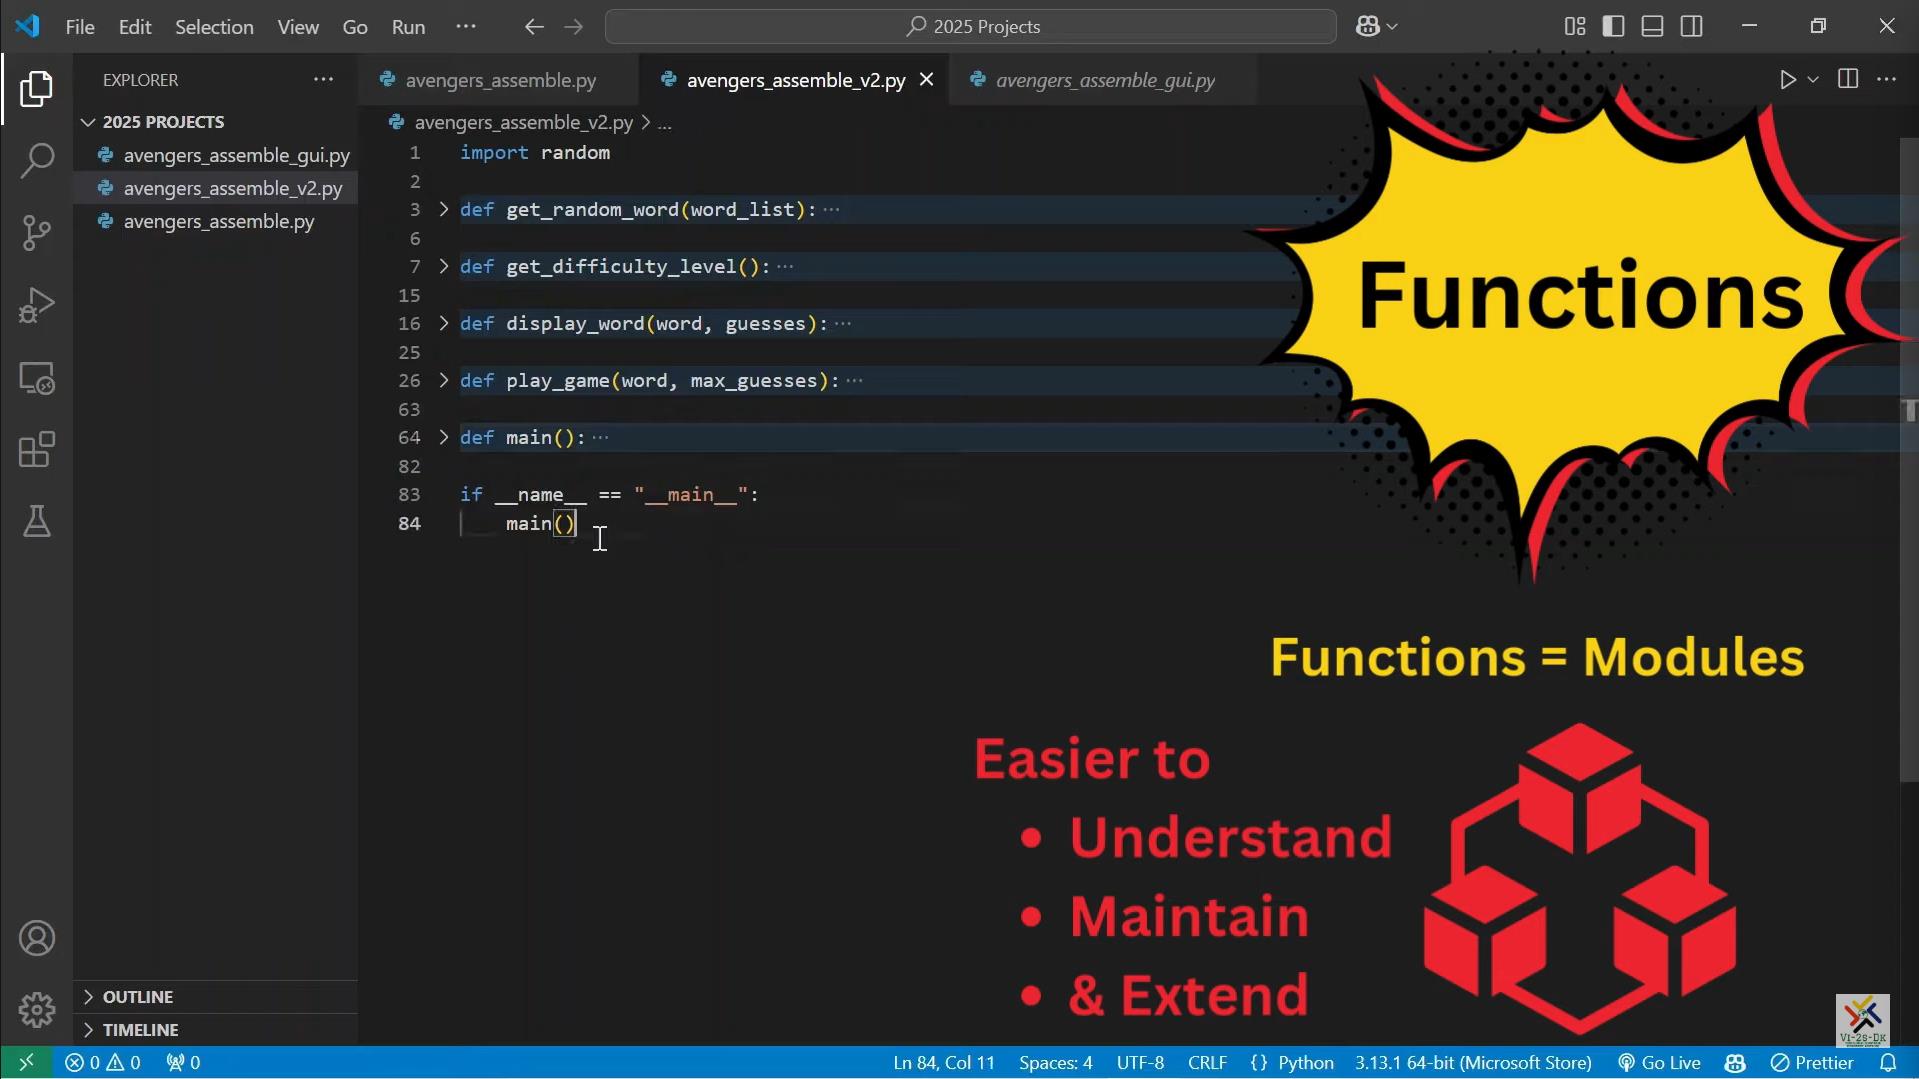 File Edit Selection View Go Run ···
2025 Projects
EXPLORER ···
avengers_assemble.py
avengers_assemble_v2.py
avengers_assemble_gui.py
2025 PROJECTS
avengers_assemble_gui.py
avengers_assemble_v2.py
avengers_assemble.py
avengers_assemble_v2.py > ...
1 import random
2
3 def get_random_word(word_list): ···
6
7 def get_difficulty_level(): ···
15
16 def display_word(word, guesses): ···
25
26 def play_game(word, max_guesses): ···
63
64 def main(): ···
82
83 if __name__ == "__main__":
84 main()
Functions
Functions = Modules
Easier to
• Understand
• Maintain
• & Extend
OUTLINE
TIMELINE
VI-ZS-DK
0 0 0
Ln 84, Col 11 Spaces: 4 UTF-8 CRLF {} Python 3.13.1 64-bit (Microsoft Store) Go Live Prettier